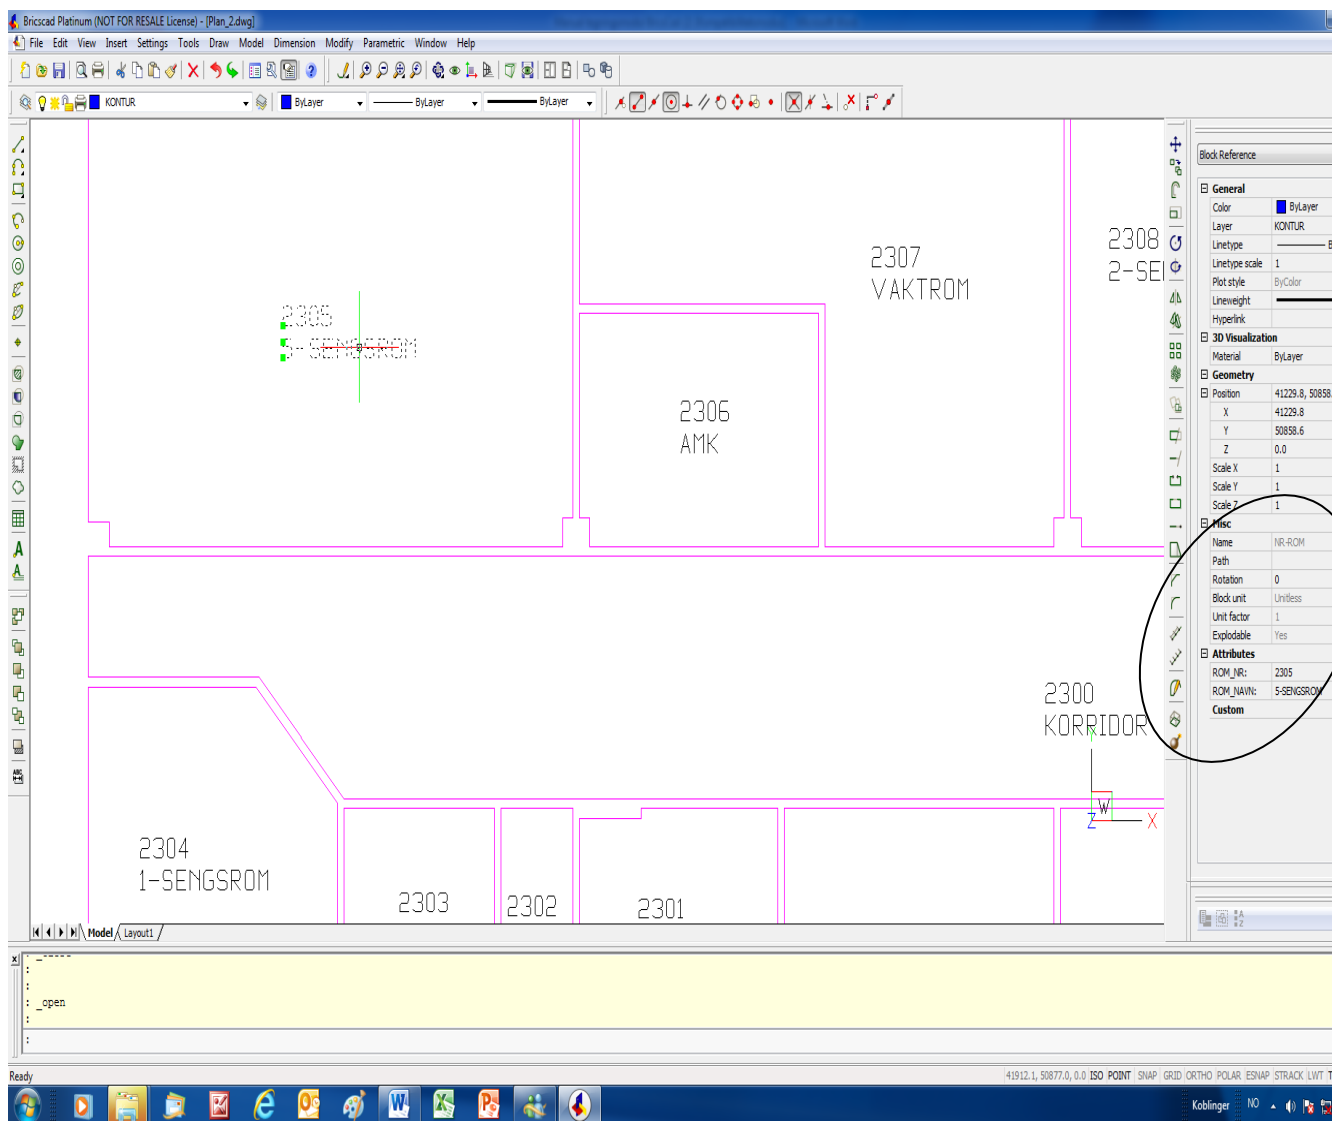 Bricscad Platinum (NOT FOR RESALE License) - [Plan_2.dwg]
File Edit View Insert Settings Tools Draw Model Dimension Modify Parametric Window Help
KONTUR ByLayer ByLayer ByLayer
Block Reference
General
Color ByLayer
Layer KONTUR
Linetype B
Linetype scale 1
Plot style ByColor
Lineweight
Hyperlink
3D Visualization
Material ByLayer
Geometry
Position 41229.8, 50858.
X 41229.8
Y 50858.6
Z 0.0
Scale X 1
Scale Y 1
Scale Z 1
Misc
Name NR-ROM
Path
Rotation 0
Block unit Unitless
Unit factor 1
Explodable Yes
Attributes
ROM_NR: 2305
ROM_NAVN: 5-SENGSROM
Custom
2308
2-SE
2307
VAKTROM
2305
5-SENGSROM
2306
AMK
2300
KORRIDOR
W
Z X
2304
1-SENGSROM
2303
2302
2301
Model Layout1
:
:
: _open
:
:
Ready
41912.1, 50877.0, 0.0 ISO POINT SNAP GRID ORTHO POLAR ESNAP STRACK LWT T
Koblinger NO